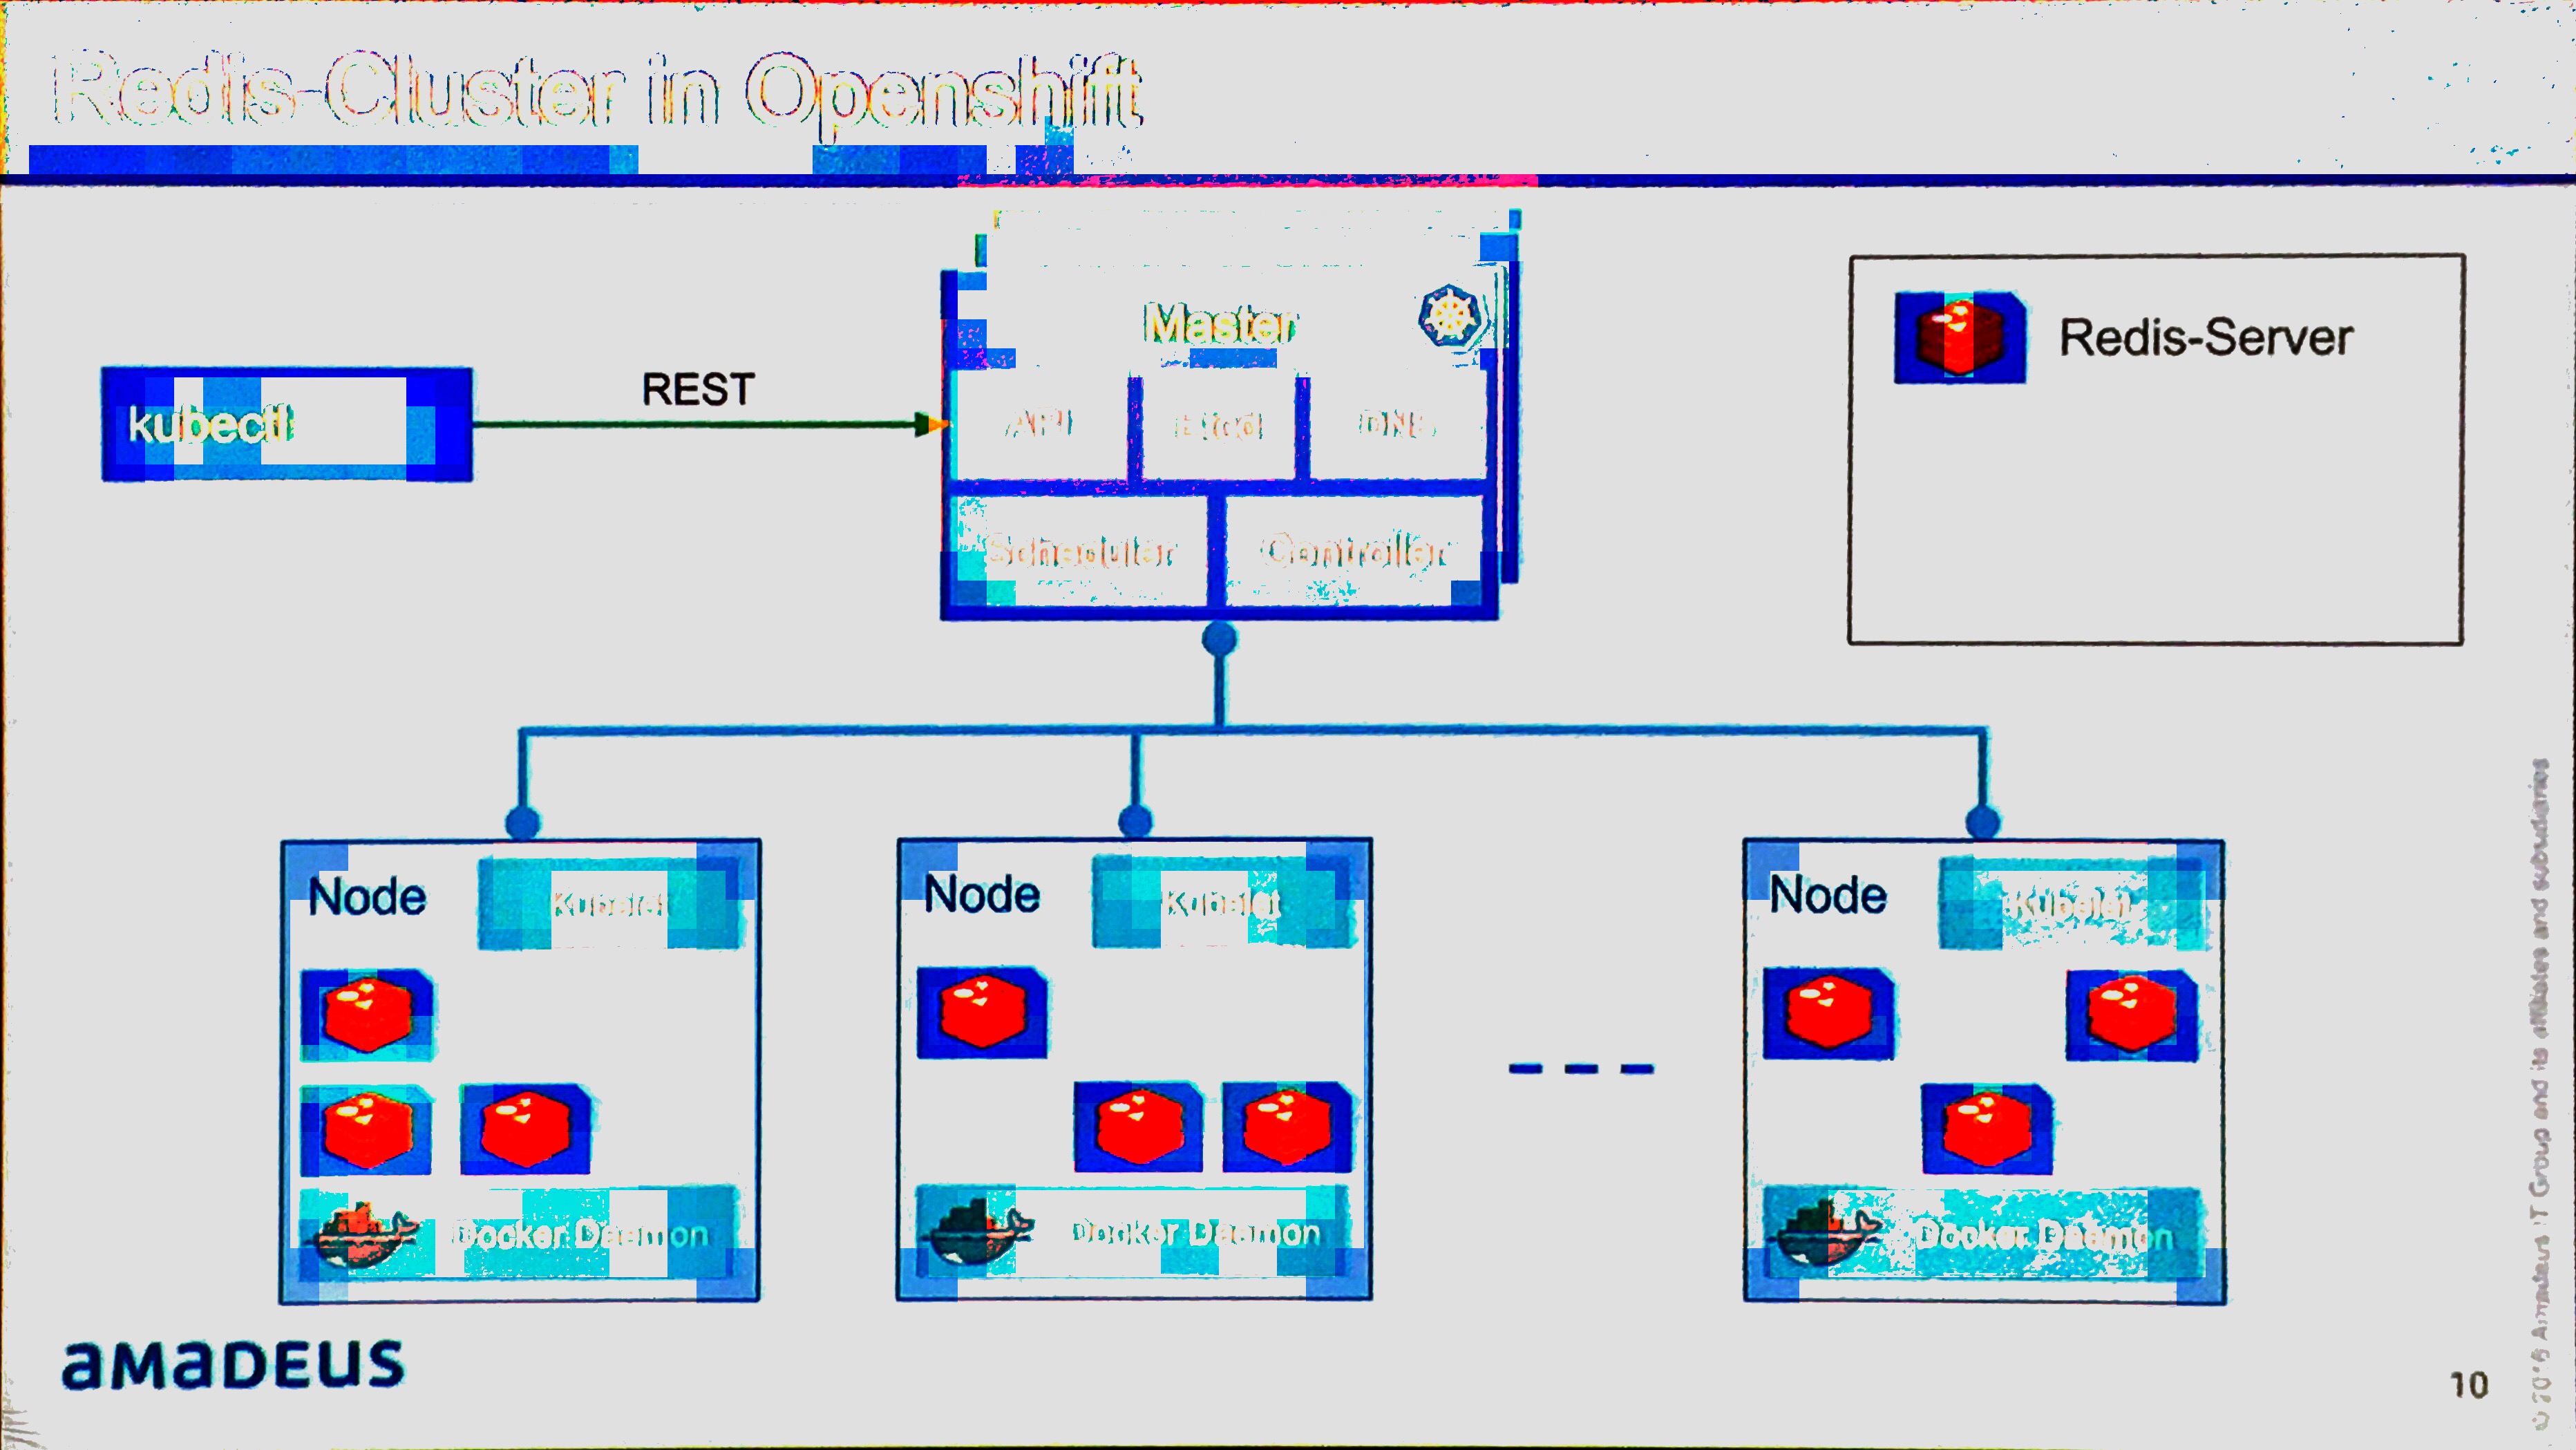 Redis-Cluster in Openshift
Master
Redis-Server
REST
kubectl
API Etcd DNS
Scheduler Controller
Node Kubelet
Node Kubelet
Node Kubelet
Docker Daemon
Docker Daemon
Docker Daemon
aMaDEUS
10
Amadeus IT Group and its affiliates and subsidiaries